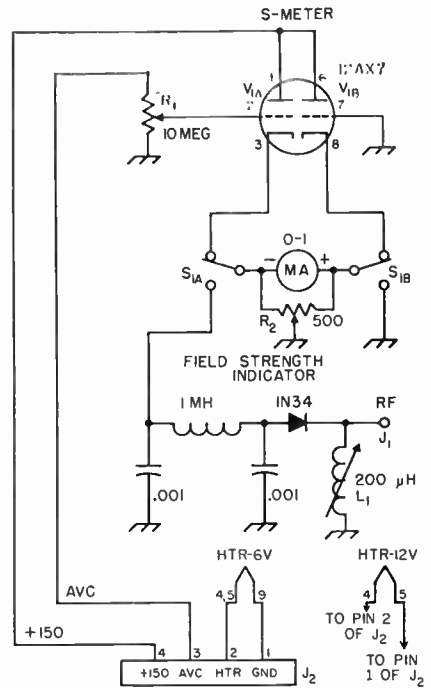 S-METER
12AX7
1
6
V1A
V1B
2
7
R1
10 MEG
3
8
0-1
- MA +
S1A
S1B
R2
500
FIELD STRENGTH
INDICATOR
1 MH
1N34
RF
J1
.001
.001
200 μH
L1
HTR-6V
HTR-12V
4,5
9
4
5
AVC
TO PIN 2
OF J2
+150
4
3
2
1
TO PIN
1 OF J2
+150 AVC HTR GND
J2